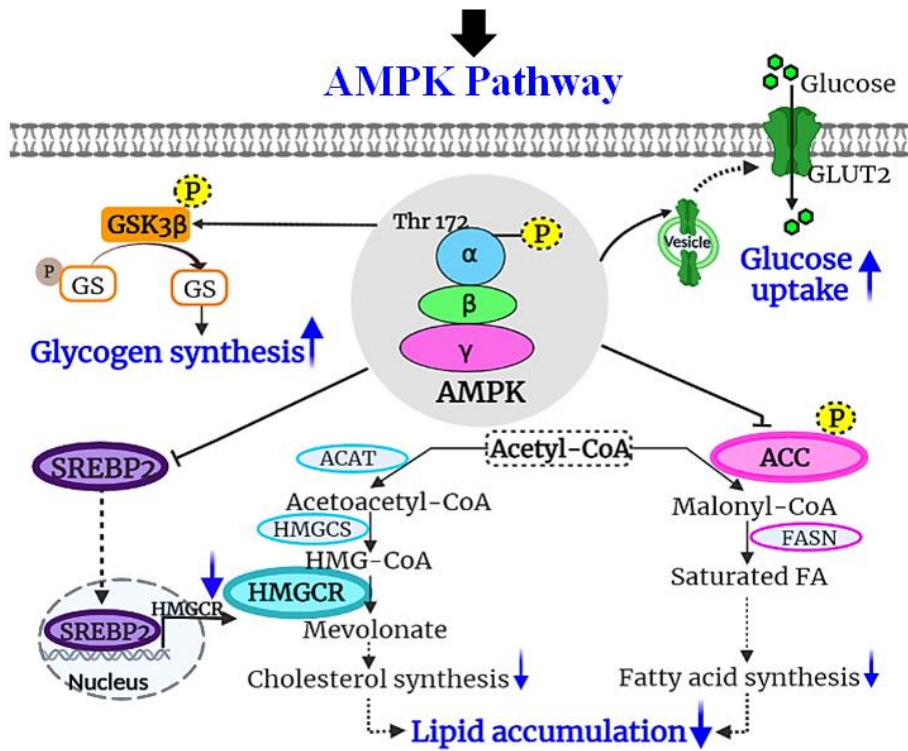 AMPK Pathway
Glucose
GLUT2
Vesicle
Glucose
uptake
P
GSK3β
P
GS
GS
Glycogen synthesis
Thr 172
P
α
β
γ
AMPK
SREBP2
SREBP2
HMGCR
Nucleus
Acetyl-CoA
ACAT
Acetoacetyl-CoA
HMGCS
HMG-CoA
HMGCR
Mevolonate
Cholesterol synthesis
P
ACC
Malonyl-CoA
FASN
Saturated FA
Fatty acid synthesis
Lipid accumulation